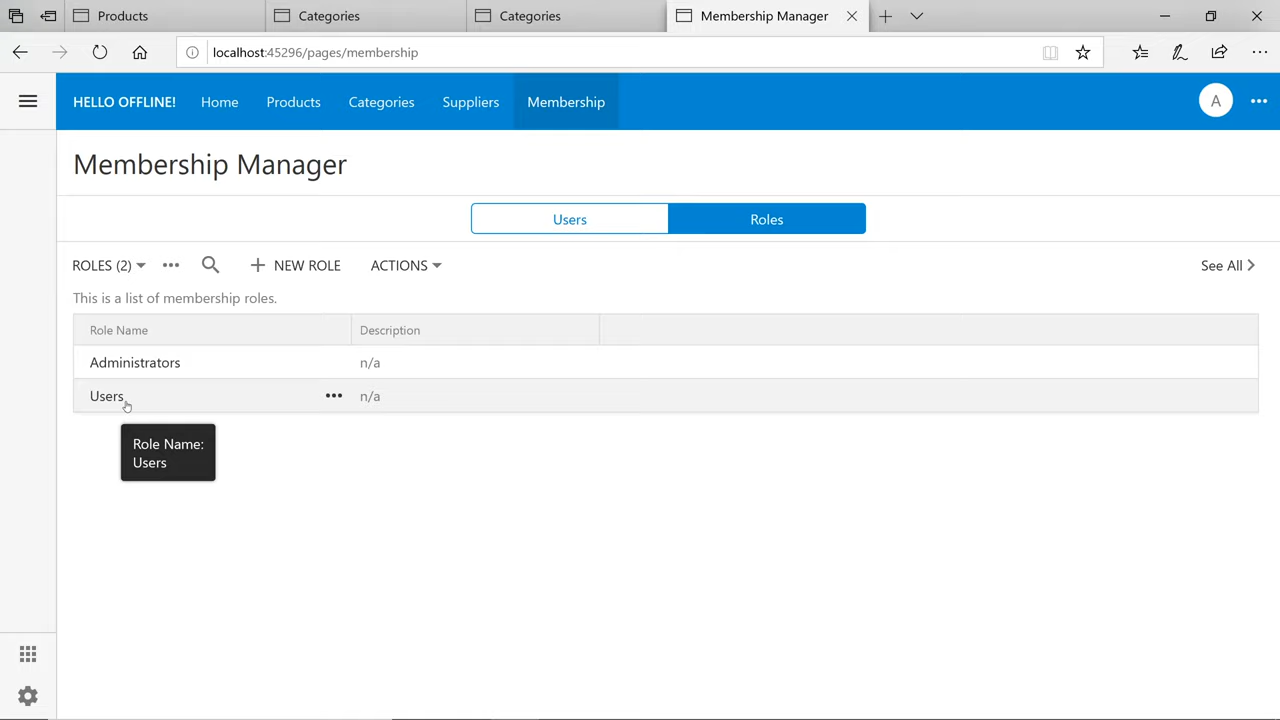 Products
Categories
Categories
Membership Manager
localhost:45296/pages/membership
HELLO OFFLINE!
Home
Products
Categories
Suppliers
Membership
A
Membership Manager
Users
Roles
ROLES (2)
NEW ROLE
ACTIONS
See All
This is a list of membership roles.
Role Name
Description
Administrators
n/a
Users
n/a
Role Name:
Users